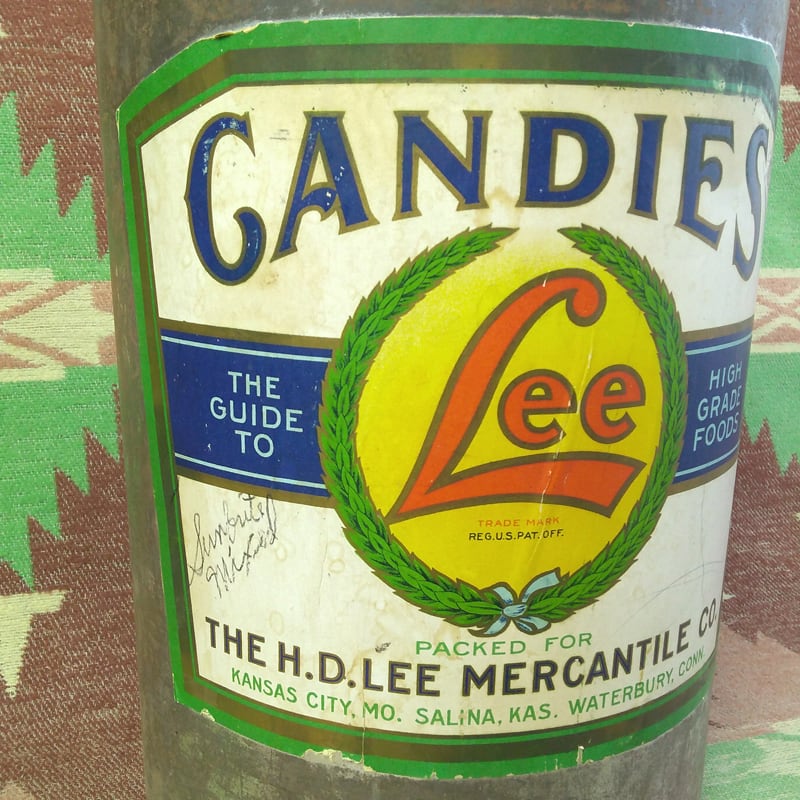 CANDIES
THE
GUIDE
TO
Lee
HIGH
GRADE
FOODS
TRADE MARK
REG.U.S.PAT.OFF.
Mixed
PACKED FOR
THE H.D.LEE MERCANTILE CO.
KANSAS CITY, MO. SALINA, KAS. WATERBURY, CONN.